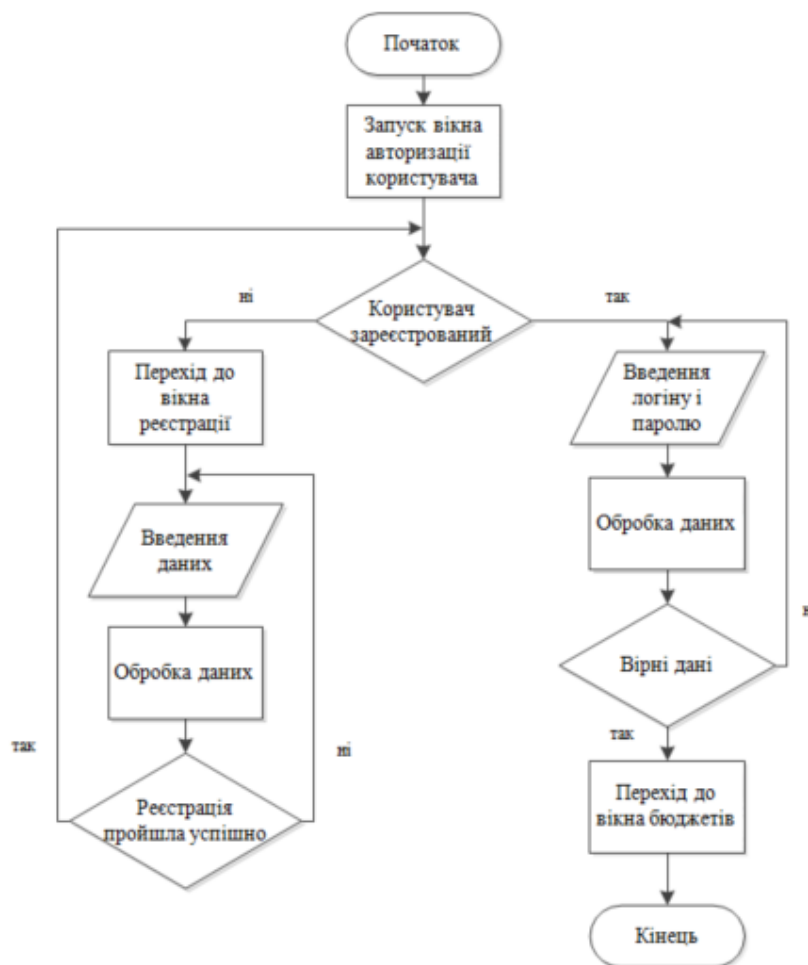 Початок
Запуск вікна
авторизації
користувача
ні
Користувач
зареєстрований
так
Перехід до
вікна
реєстрації
Введення
логіну і
паролю
Введення
даних
Обробка даних
Обробка даних
Вірні дані
так
ні
так
Реєстрація
пройшла успішно
Перехід до
вікна бюджетів
Кінець